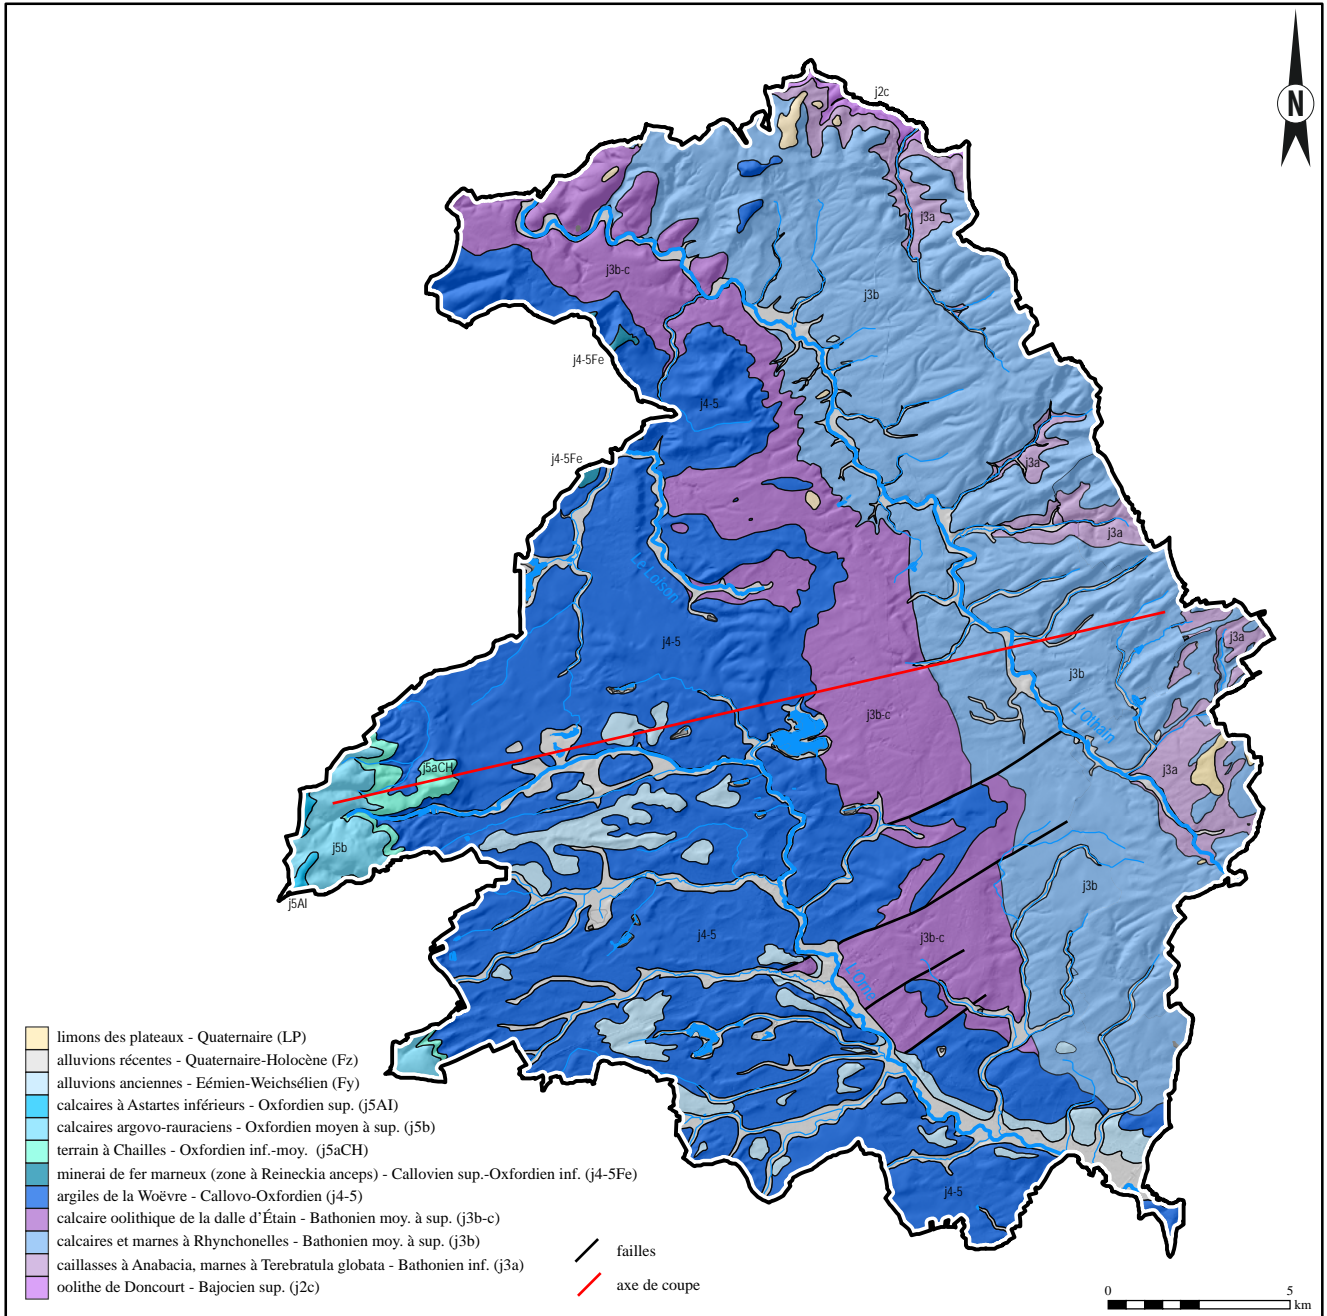 N
j2c
j3a
j3b-c
j3b
j4-5Fe
j4-5
j4-5Fe
j3a
j3a
Le Loison
j4-5
j3a
j3b
j3b-c
L'Othain
j3a
j5aCH
j5b
j3b
j5AI
j4-5
j3b-c
L'Orne
j4-5
limons des plateaux - Quaternaire (LP)
alluvions récentes - Quaternaire-Holocène (Fz)
alluvions anciennes - Eémien-Weichsélien (Fy)
calcaires à Astartes inférieurs - Oxfordien sup. (j5AI)
calcaires argovo-rauraciens - Oxfordien moyen à sup. (j5b)
terrain à Chailles - Oxfordien inf.-moy. (j5aCH)
minerai de fer marneux (zone à Reineckia anceps) - Callovien sup.-Oxfordien inf. (j4-5Fe)
argiles de la Woëvre - Callovo-Oxfordien (j4-5)
calcaire oolithique de la dalle d'Étain - Bathonien moy. à sup. (j3b-c)
calcaires et marnes à Rhynchonelles - Bathonien moy. à sup. (j3b)
caillasses à Anabacia, marnes à Terebratula globata - Bathonien inf. (j3a)
oolithe de Doncourt - Bajocien sup. (j2c)
failles
axe de coupe
0 5
km